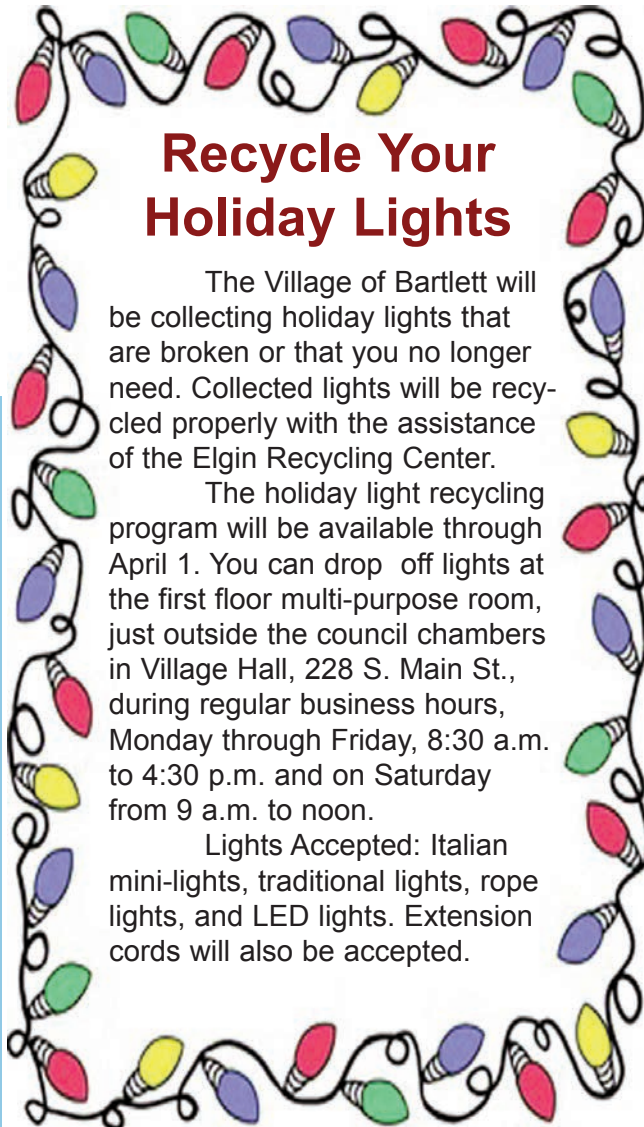 Recycle Your
Holiday Lights
The Village of Bartlett will
be collecting holiday lights that
are broken or that you no longer
need. Collected lights will be recy-
cled properly with the assistance
of the Elgin Recycling Center.
The holiday light recycling
program will be available through
April 1. You can drop  off lights at
the first floor multi-purpose room,
just outside the council chambers
in Village Hall, 228 S. Main St.,
during regular business hours,
Monday through Friday, 8:30 a.m.
to 4:30 p.m. and on Saturday
from 9 a.m. to noon.
Lights Accepted: Italian
mini-lights, traditional lights, rope
lights, and LED lights. Extension
cords will also be accepted.